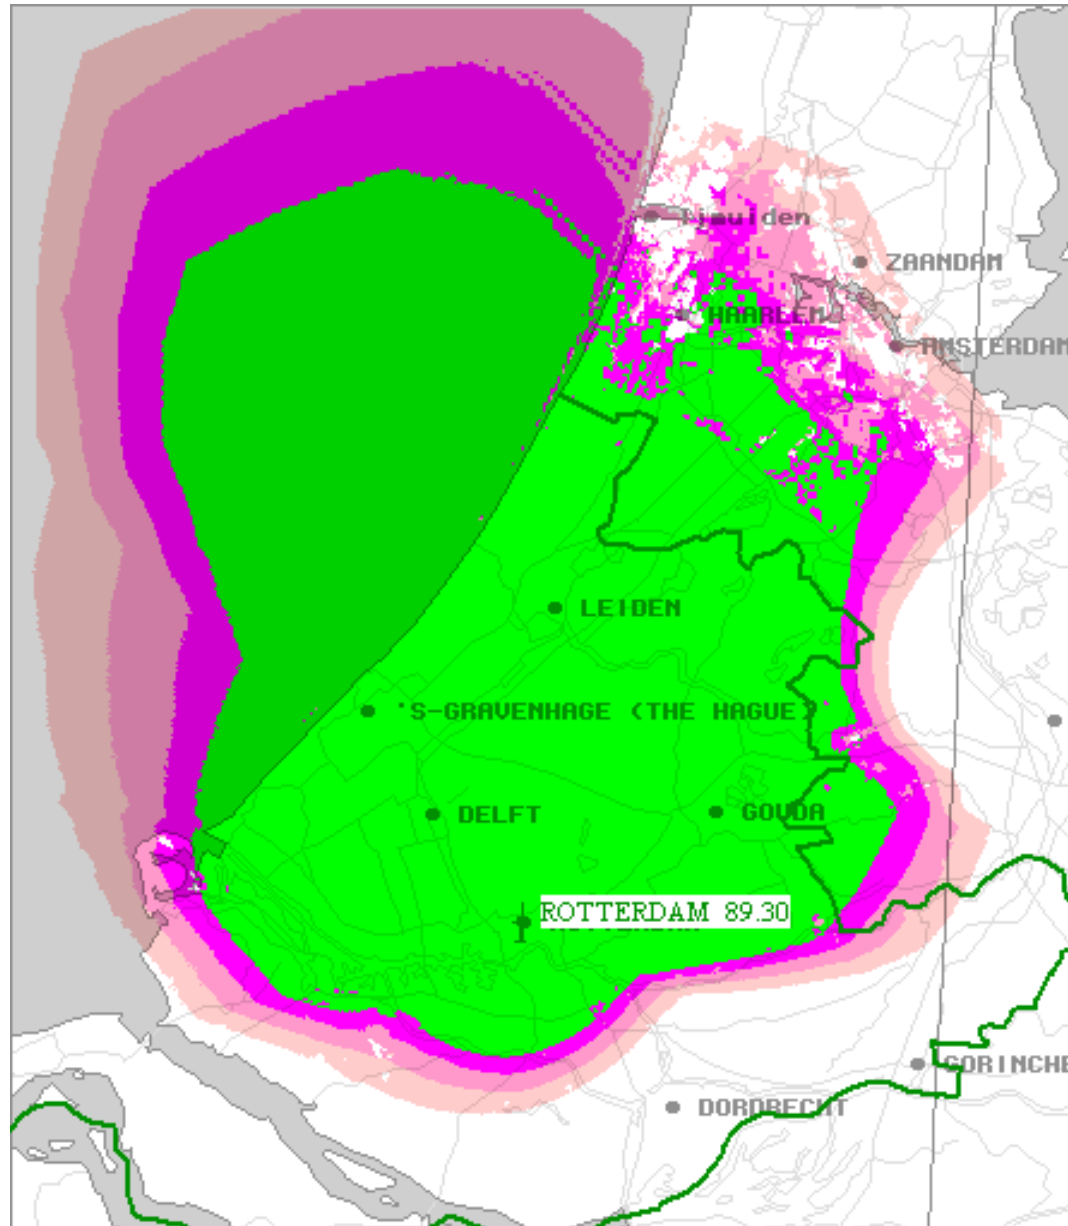 Ijmuiden
ZAANDAM
HAARLEM
AMSTERDAM
LEIDEN
'S-GRAVENHAGE (THE HAGUE)
DELFT
GOUDA
ROTTERDAM 89.30
GORINCHE
DORDRECHT